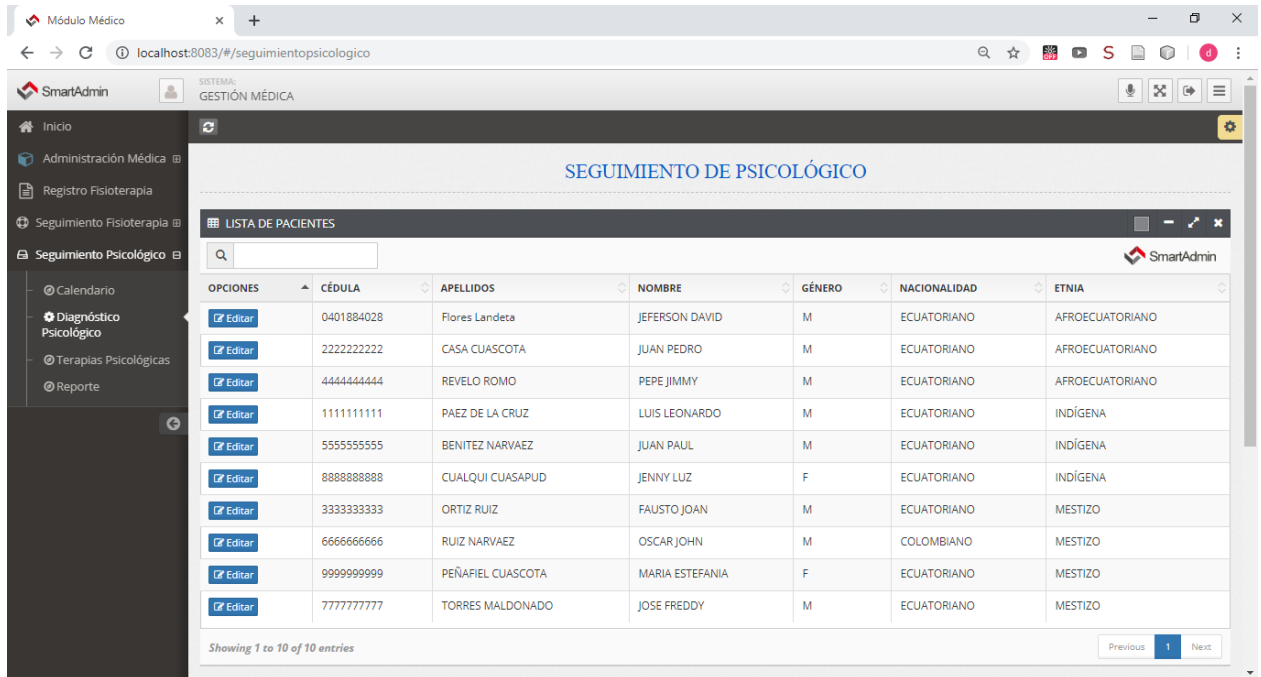 Módulo Médico
localhost:8083/#/seguimientopsicologico
OFF
S
d
SmartAdmin
SISTEMA:
GESTIÓN MÉDICA
Inicio
Administración Médica
Registro Fisioterapia
Seguimiento Fisioterapia
Seguimiento Psicológico
Calendario
Diagnóstico
Psicológico
Terapias Psicológicas
Reporte
SEGUIMIENTO DE PSICOLÓGICO
LISTA DE PACIENTES
SmartAdmin
OPCIONES CÉDULA APELLIDOS NOMBRE GÉNERO NACIONALIDAD ETNIA
Editar 0401884028 Flores Landeta JEFERSON DAVID M ECUATORIANO AFROECUATORIANO
Editar 2222222222 CASA CUASCOTA JUAN PEDRO M ECUATORIANO AFROECUATORIANO
Editar 4444444444 REVELO ROMO PEPE JIMMY M ECUATORIANO AFROECUATORIANO
Editar 1111111111 PAEZ DE LA CRUZ LUIS LEONARDO M ECUATORIANO INDÍGENA
Editar 5555555555 BENITEZ NARVAEZ JUAN PAUL M ECUATORIANO INDÍGENA
Editar 8888888888 CUALQUI CUASAPUD JENNY LUZ F ECUATORIANO INDÍGENA
Editar 3333333333 ORTIZ RUIZ FAUSTO JOAN M ECUATORIANO MESTIZO
Editar 6666666666 RUIZ NARVAEZ OSCAR JOHN M COLOMBIANO MESTIZO
Editar 9999999999 PEÑAFIEL CUASCOTA MARIA ESTEFANIA F ECUATORIANO MESTIZO
Editar 7777777777 TORRES MALDONADO JOSE FREDDY M ECUATORIANO MESTIZO
Showing 1 to 10 of 10 entries
Previous 1 Next